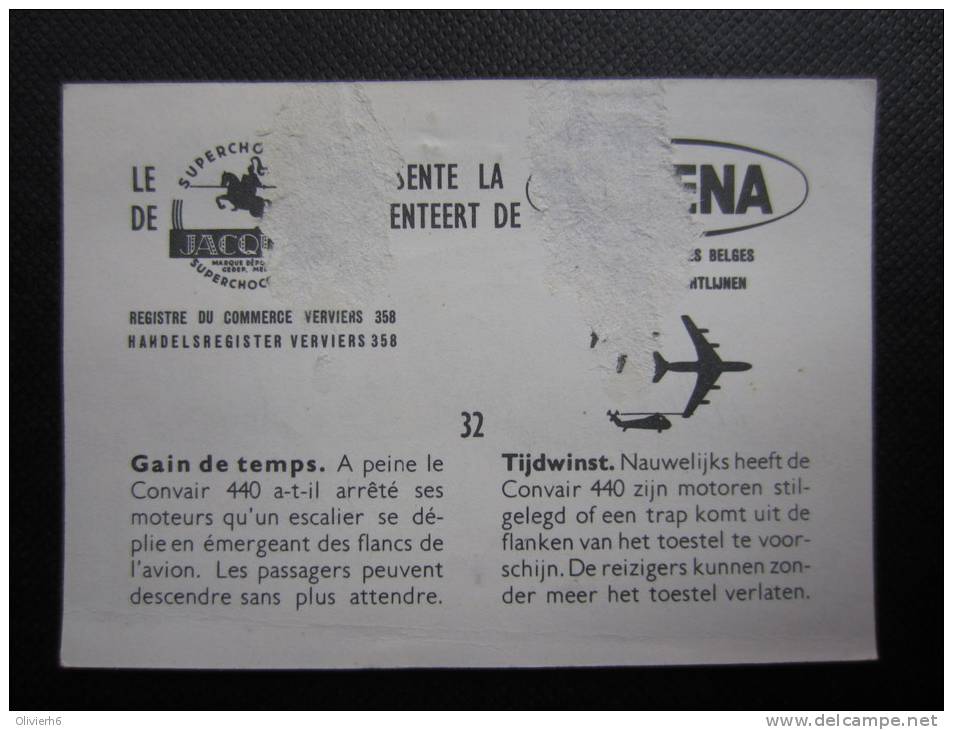 SUPERCHO
LE SENTE LA ENA
DE ENTEERT DE
JACQ
MARQUE DÉPO
GEDEP. MER
SUPERCHOC
ES BELGES
HTLIJNEN
REGISTRE DU COMMERCE VERVIERS 358
HANDELSREGISTER VERVIERS 358
32
Gain de temps. A peine le
Convair 440 a-t-il arrêté ses
moteurs qu'un escalier se dé-
plie en émergeant des flancs de
l'avion. Les passagers peuvent
descendre sans plus attendre.
Tijdwinst. Nauwelijks heeft de
Convair 440 zijn motoren stil-
gelegd of een trap komt uit de
flanken van het toestel te voor-
schijn. De reizigers kunnen zon-
der meer het toestel verlaten.
Olivierh6
www.delcampe.net